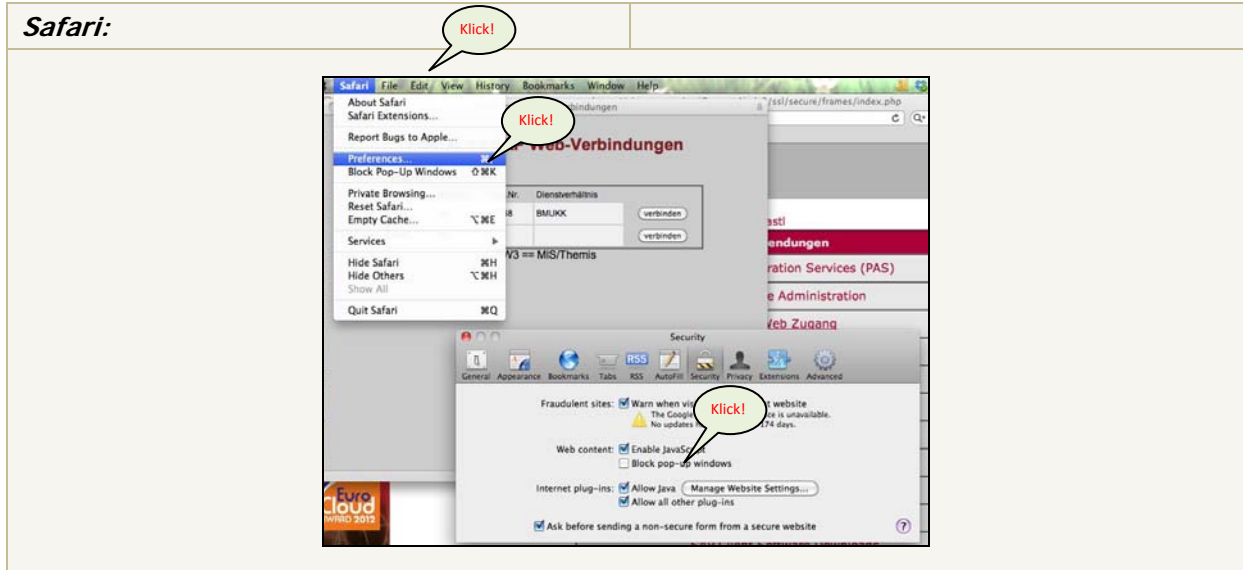 Safari:
Klick!
Safari File Edit View History Bookmarks Window Help
About Safari
Safari Extensions...
Report Bugs to Apple...
Preferences...
Block Pop-Up Windows ⇧⌘K
Private Browsing...
Reset Safari...
Empty Cache... ⌥⌘E
Services
Hide Safari ⌘H
Hide Others ⌥⌘H
Show All
Quit Safari ⌘Q
Klick!
/ssl/secure/frames/index.php
Web-Verbindungen
.Nr. Dienstverhältnis
BMUKK verbinden
verbinden
W3 == MIS/Themis
endungen
ration Services (PAS)
e Administration
Web Zugang
Security
General Appearance Bookmarks Tabs RSS AutoFill Security Privacy Extensions Advanced
Fraudulent sites: Warn when website
The Google ce is unavailable.
No updates 174 days.
Klick!
Web content: Enable JavaScript
Block pop-up windows
Internet plug-ins: Allow Java Manage Website Settings...
Allow all other plug-ins
Ask before sending a non-secure form from a secure website ?
Euro
Cloud
AWARD 2012